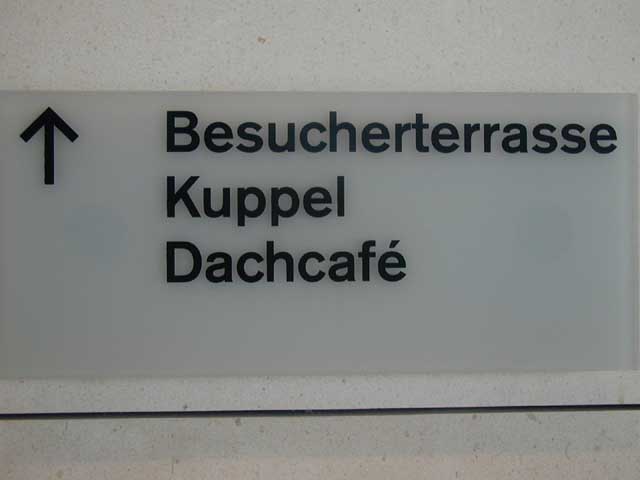 Besucherterrasse
Kuppel
Dachcafé